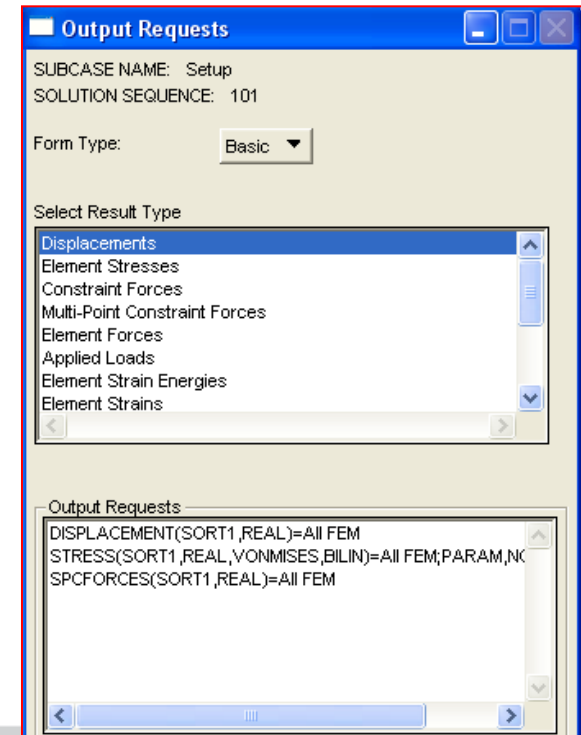 Output Requests
SUBCASE NAME: Setup
SOLUTION SEQUENCE: 101
Form Type: Basic
Select Result Type
Displacements
Element Stresses
Constraint Forces
Multi-Point Constraint Forces
Element Forces
Applied Loads
Element Strain Energies
Element Strains
Output Requests
DISPLACEMENT(SORT1,REAL)=All FEM
STRESS(SORT1,REAL,VONMISES,BILIN)=All FEM;PARAM,NO
SPCFORCES(SORT1,REAL)=All FEM